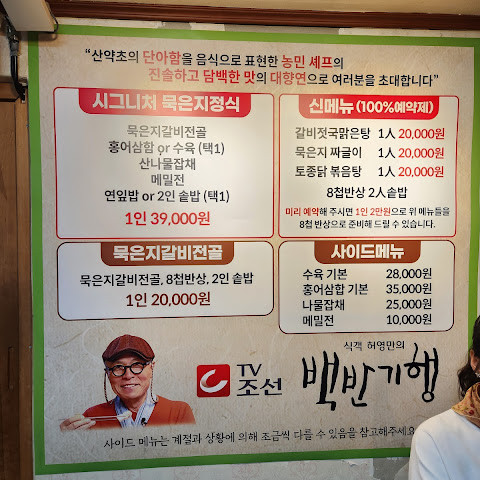 “산약초의 단아함을 음식으로 표현한 농민 셰프의
진솔하고 담백한 맛의 대향연으로 여러분을 초대합니다”
시그니처 묵은지정식
묵은지갈비전골
홍어삼합 or 수육 (택1)
산나물잡채
메밀전
연잎밥 or 2인 솥밥 (택1)
1인 39,000원
신메뉴 (100%예약제)
갈비젓국맑은탕 1인 20,000원
묵은지 짜글이 1인 20,000원
토종닭 볶음탕 1인 20,000원
8첩반상 2인솥밥
미리 예약해 주시면 1인 2만원으로 위 메뉴들을
8첩 반상으로 준비해 드릴 수 있습니다.
묵은지갈비전골
묵은지갈비전골, 8첩반상, 2인 솥밥
1인 20,000원
사이드메뉴
수육 기본 28,000원
홍어삼합 기본 35,000원
나물잡채 25,000원
메밀전 10,000원
TV
조선
식객 허영만의
백반기행
사이드 메뉴는 계절과 상황에 의해 조금씩 다를 수 있음을 참고해주세요